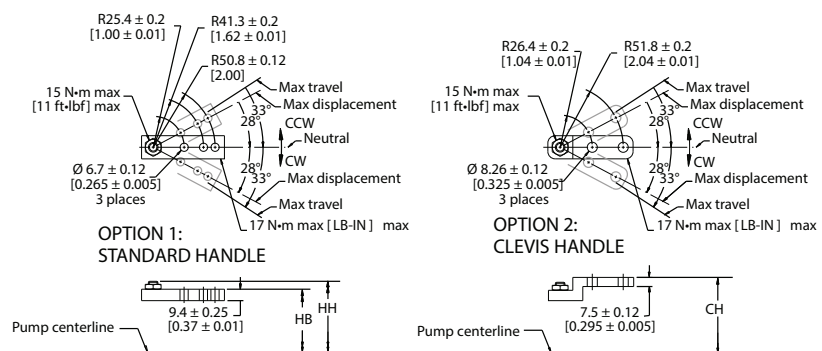 R25.4 ± 0.2
[1.00 ± 0.01]
R41.3 ± 0.2
[1.62 ± 0.01]
R50.8 ± 0.12
[2.00]
15 N•m max
[11 ft•lbf] max
Max travel
33°
Max displacement
28°
CCW
Neutral
CW
28°
33°
Max displacement
Max travel
Ø 6.7 ± 0.12
[0.265 ± 0.005]
3 places
17 N•m max [LB-IN ] max
OPTION 1:
STANDARD HANDLE
9.4 ± 0.25
[0.37 ± 0.01]
HB
HH
Pump centerline
R26.4 ± 0.2
[1.04 ± 0.01]
R51.8 ± 0.2
[2.04 ± 0.01]
15 N•m max
[11 ft•lbf] max
Max travel
33°
Max displacement
28°
CCW
Neutral
CW
28°
33°
Max displacement
Max travel
Ø 8.26 ± 0.12
[0.325 ± 0.005]
3 places
17 N•m max [LB-IN ] max
OPTION 2:
CLEVIS HANDLE
7.5 ± 0.12
[0.295 ± 0.005]
CH
Pump centerline